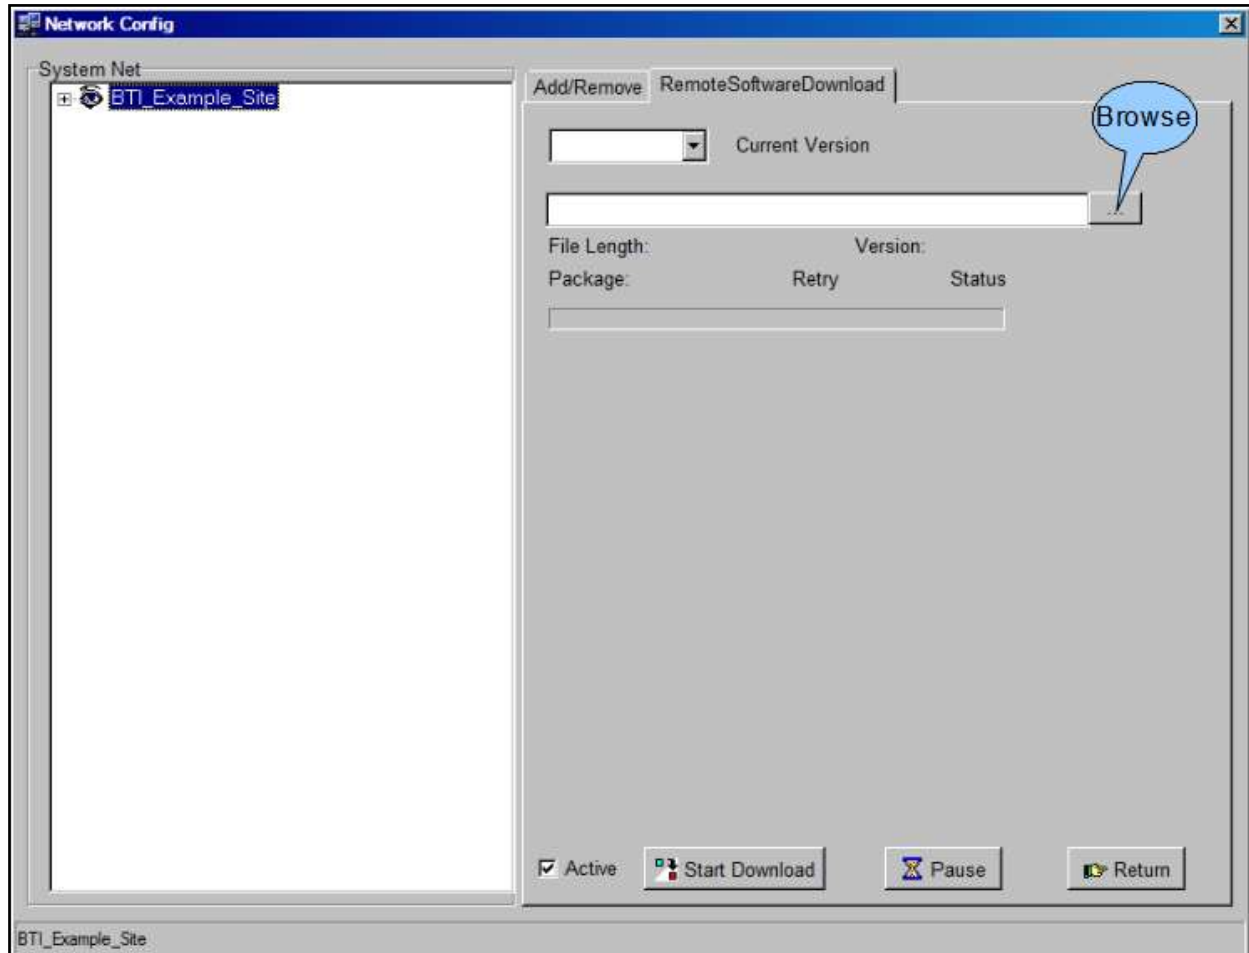 Network Config
System Net
BTI_Example_Site
Add/Remove
RemoteSoftwareDownload
Browse
Current Version
...
File Length:
Version:
Package:
Retry
Status
Active
Start Download
Pause
Return
BTI_Example_Site